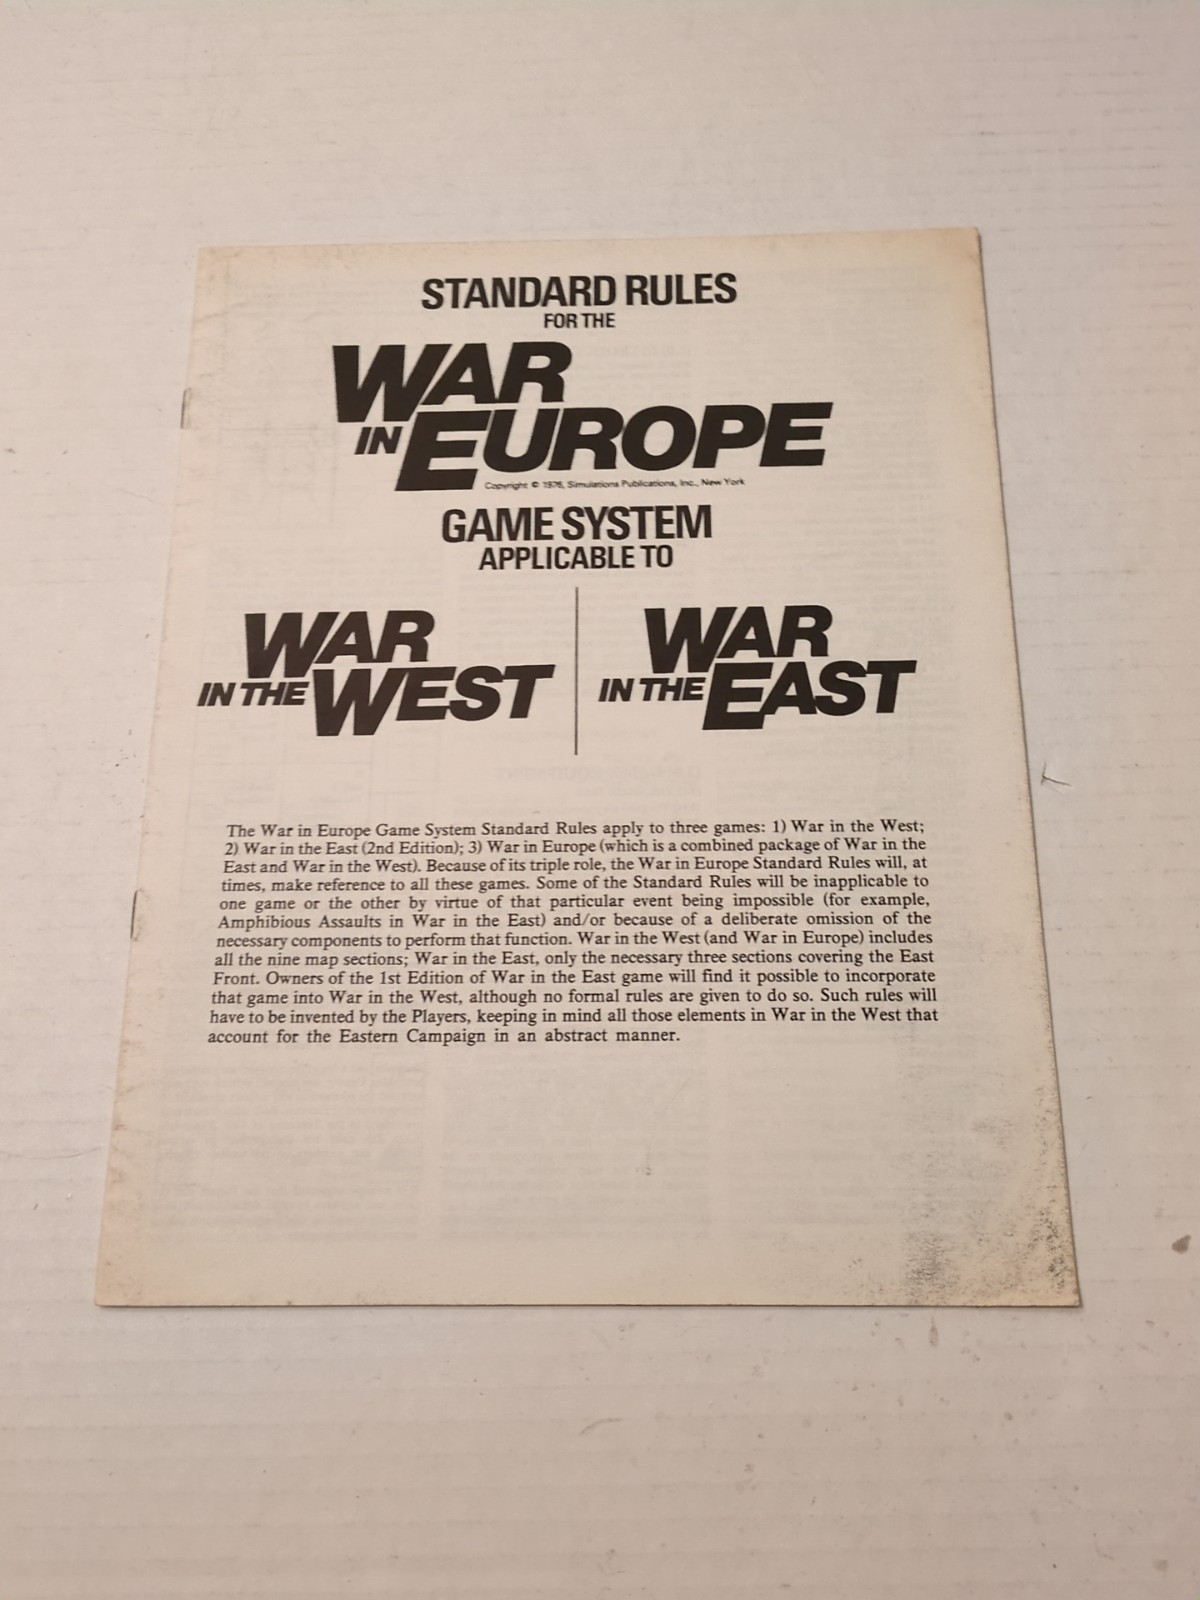 STANDARD RULES
FOR THE
WAR
IN EUROPE
Copyright © 1976, Simulations Publications, Inc., New York
GAME SYSTEM
APPLICABLE TO
WAR
IN THE WEST
WAR
IN THE EAST
The War in Europe Game System Standard Rules apply to three games: 1) War in the West;
2) War in the East (2nd Edition); 3) War in Europe (which is a combined package of War in the
East and War in the West). Because of its triple role, the War in Europe Standard Rules will, at
times, make reference to all these games. Some of the Standard Rules will be inapplicable to
one game or the other by virtue of that particular event being impossible (for example,
Amphibious Assaults in War in the East) and/or because of a deliberate omission of the
necessary components to perform that function. War in the West (and War in Europe) includes
all the nine map sections; War in the East, only the necessary three sections covering the East
Front. Owners of the 1st Edition of War in the East game will find it possible to incorporate
that game into War in the West, although no formal rules are given to do so. Such rules will
have to be invented by the Players, keeping in mind all those elements in War in the West that
account for the Eastern Campaign in an abstract manner.